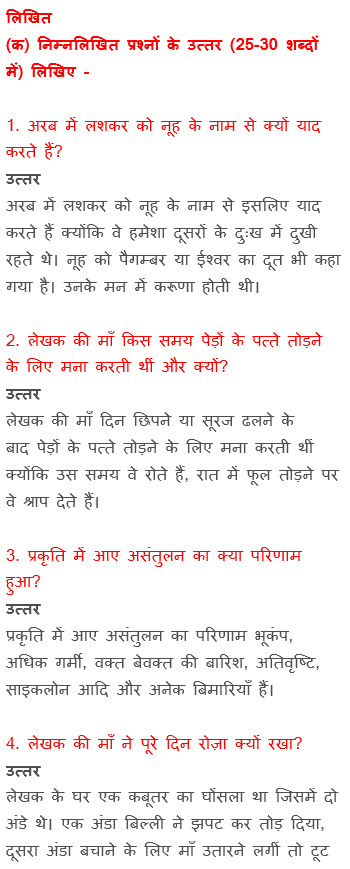 लिखित
(क) निम्नलिखित प्रश्नों के उत्तर (25-30 शब्दों
में) लिखिए -
1. अरब में लशकर को नूह के नाम से क्यों याद
करते हैं?
उत्तर
अरब में लशकर को नूह के नाम से इसलिए याद
करते हैं क्योंकि वे हमेशा दूसरों के दुःख में दुखी
रहते थे। नूह को पैगम्बर या ईश्वर का दूत भी कहा
गया है। उनके मन में करूणा होती थी।
2. लेखक की माँ किस समय पेड़ों के पत्ते तोड़ने
के लिए मना करती थीं और क्यों?
उत्तर
लेखक की माँ दिन छिपने या सूरज ढलने के
बाद पेड़ों के पत्ते तोड़ने के लिए मना करती थीं
क्योंकि उस समय वे रोते हैं, रात में फूल तोड़ने पर
वे श्राप देते हैं।
3. प्रकृति में आए असंतुलन का क्या परिणाम
हुआ?
उत्तर
प्रकृति में आए असंतुलन का परिणाम भूकंप,
अधिक गर्मी, वक्त बेवक्त की बारिश, अतिवृष्टि,
साइकलोन आदि और अनेक बिमारियाँ हैं।
4. लेखक की माँ ने पूरे दिन रोज़ा क्यों रखा?
उत्तर
लेखक के घर एक कबूतर का घोंसला था जिसमें दो
अंडे थे। एक अंडा बिल्ली ने झपट कर तोड़ दिया,
दूसरा अंडा बचाने के लिए माँ उतारने लगीं तो टूट